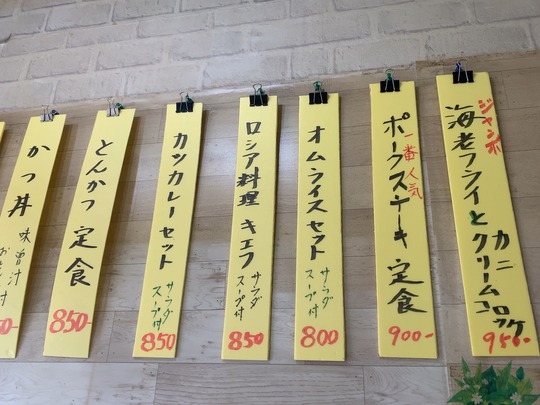 ジャンボ
海老フライと
カニ
クリームコロッケ
950-
一番人気
ポークステーキ定食
900-
オムライスセット
サラダ
スープ付
800
ロシア料理 キエフ
サラダ
スープ付
850
カツカレーセット
サラダ
スープ付
850
とんかつ定食
850-
かつ丼
味噌汁